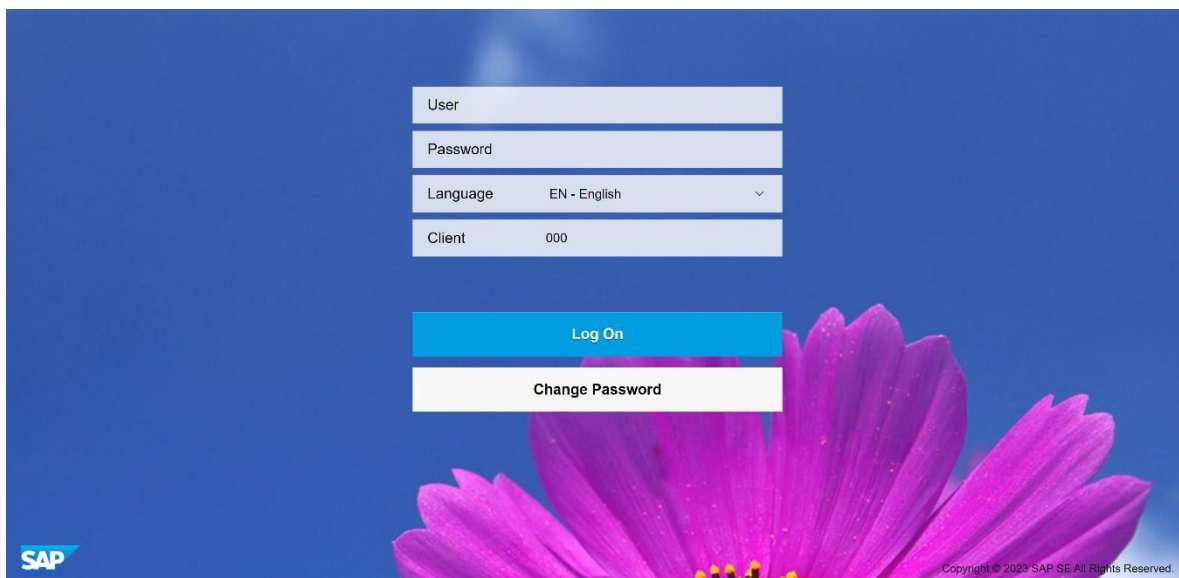 User
Password
Language EN - English
Client 000
Log On
Change Password
SAP
Copyright © 2023 SAP SE All Rights Reserved.